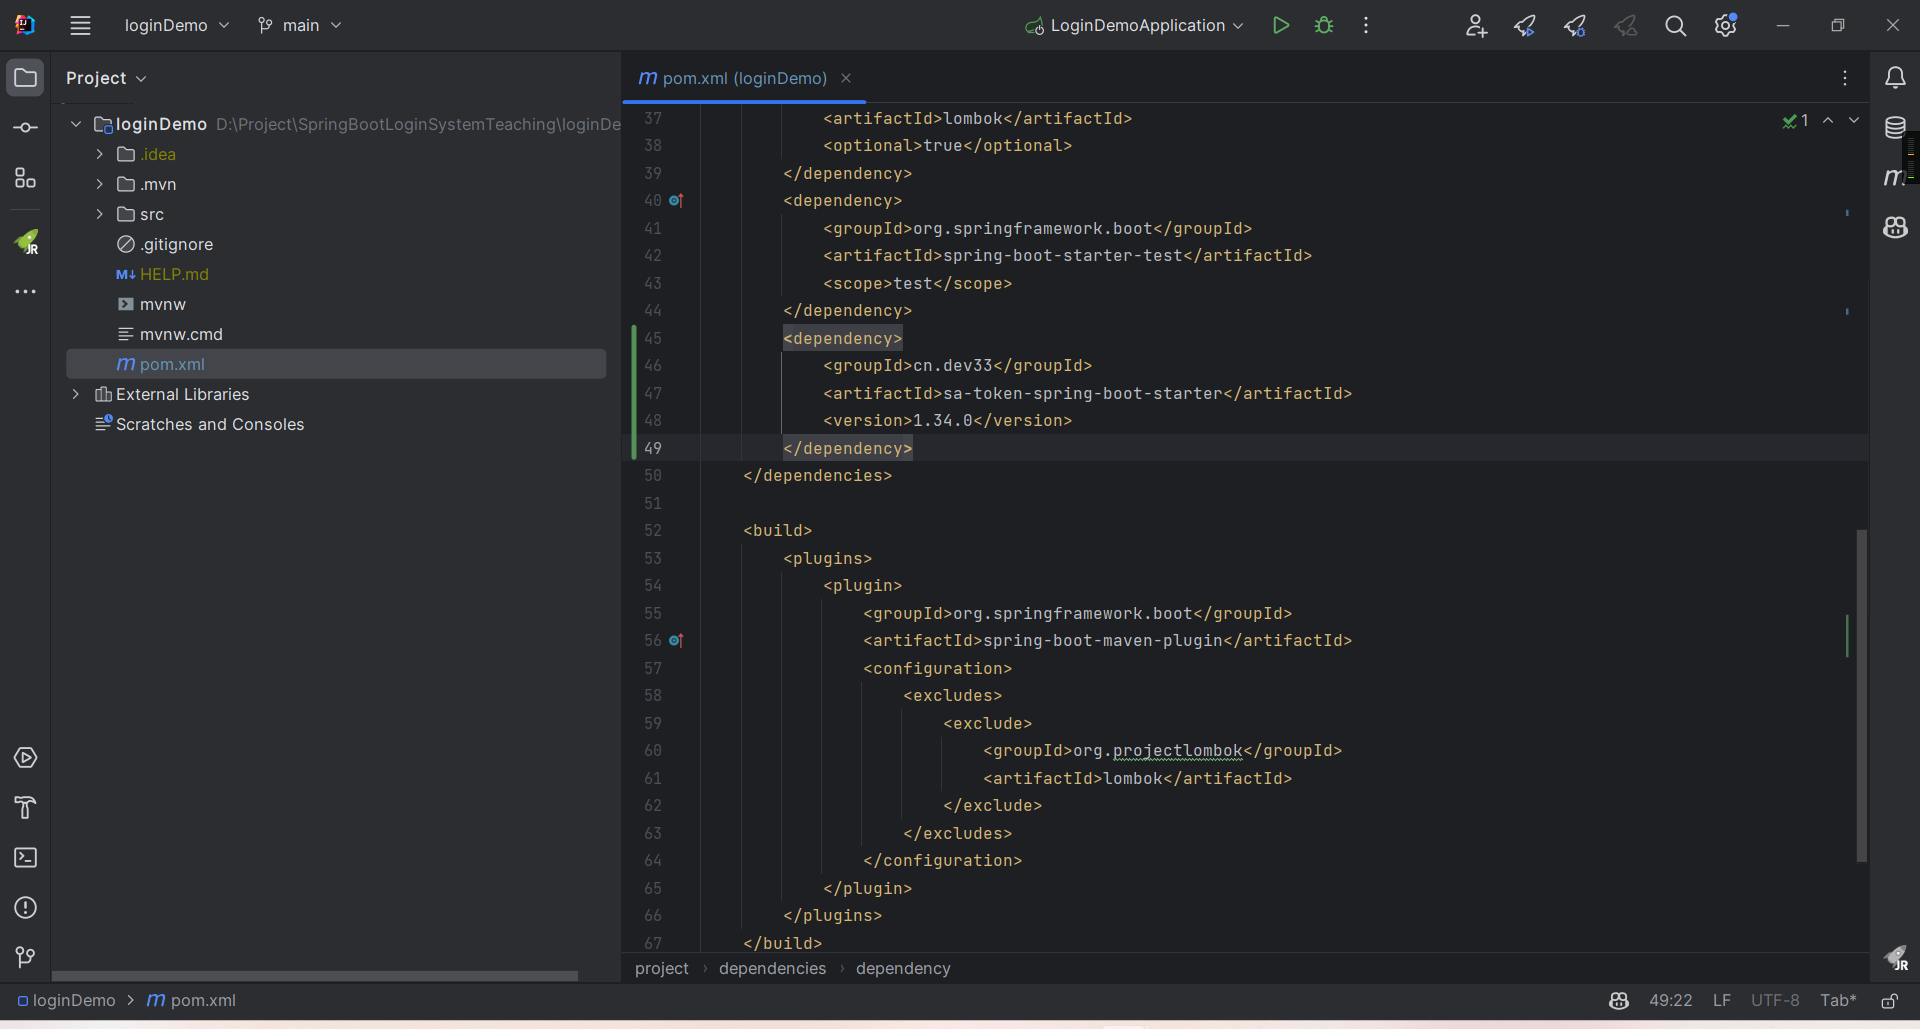 loginDemo
main
LoginDemoApplication
Project
pom.xml (loginDemo)
loginDemo D:\Project\SpringBootLoginSystemTeaching\loginDe
.idea
.mvn
src
.gitignore
M↓ HELP.md
mvnw
mvnw.cmd
m pom.xml
External Libraries
Scratches and Consoles
JR
1
37 <artifactId>lombok</artifactId>
38 <optional>true</optional>
39 </dependency>
40 <dependency>
41 <groupId>org.springframework.boot</groupId>
42 <artifactId>spring-boot-starter-test</artifactId>
43 <scope>test</scope>
44 </dependency>
45 <dependency>
46 <groupId>cn.dev33</groupId>
47 <artifactId>sa-token-spring-boot-starter</artifactId>
48 <version>1.34.0</version>
49 </dependency>
50 </dependencies>
51
52 <build>
53 <plugins>
54 <plugin>
55 <groupId>org.springframework.boot</groupId>
56 <artifactId>spring-boot-maven-plugin</artifactId>
57 <configuration>
58 <excludes>
59 <exclude>
60 <groupId>org.projectlombok</groupId>
61 <artifactId>lombok</artifactId>
62 </exclude>
63 </excludes>
64 </configuration>
65 </plugin>
66 </plugins>
67 </build>
project › dependencies › dependency
JR
loginDemo > m pom.xml
49:22 LF UTF-8 Tab*